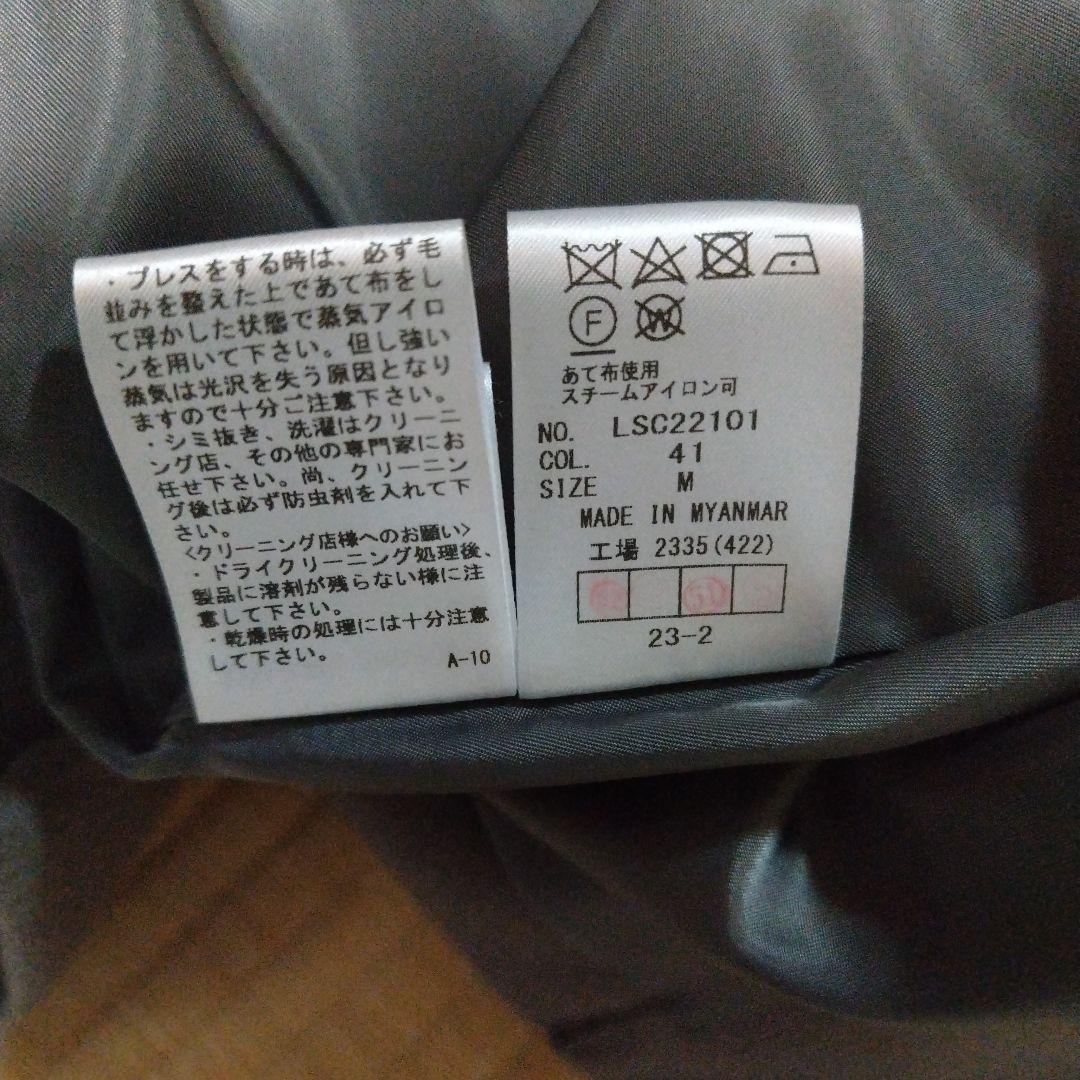 ・プレスをする時は、必ず毛
並みを整えた上であて布をし
て浮かした状態で蒸気アイロ
ンを用いて下さい。但し強い
蒸気は光沢を失う原因となり
ますので十分ご注意下さい。
・シミ抜き、洗濯はクリーニ
ング店、その他の専門家にお
任せ下さい。尚、クリーニン
グ後は必ず防虫剤を入れて下
さい。
<クリーニング店様へのお願い>
・ドライクリーニング処理後、
製品に溶剤が残らない様に注
意して下さい。
・乾燥時の処理には十分注意
して下さい。
A-10
F
W
あて布使用
スチームアイロン可
NO. LSC22101
COL. 41
SIZE M
MADE IN MYANMAR
工場 2335(422)
23-2